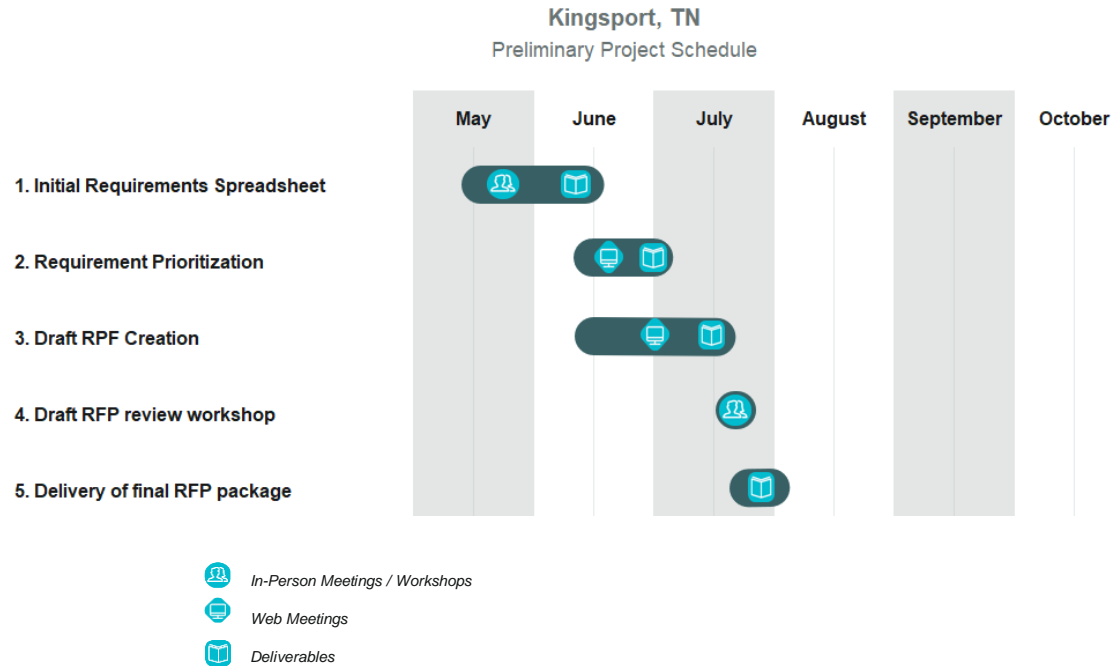 Kingsport, TN
Preliminary Project Schedule
May June July August September October
1. Initial Requirements Spreadsheet
2. Requirement Prioritization
3. Draft RPF Creation
4. Draft RFP review workshop
5. Delivery of final RFP package
In-Person Meetings / Workshops
Web Meetings
Deliverables